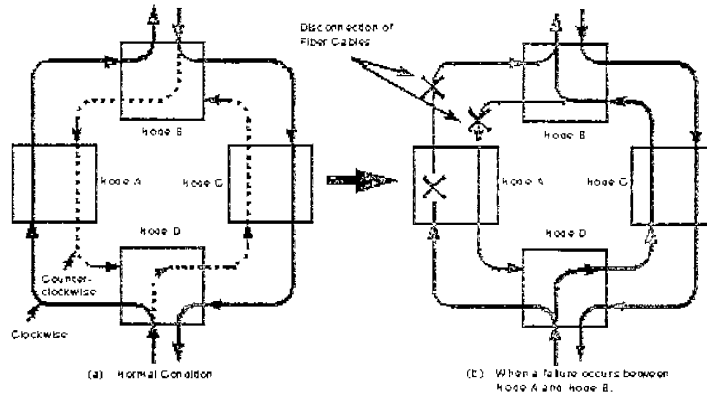 Disconnection of
Fiber Cables
Node B
Node A
Node C
Node D
Counter-
clockwise
Clockwise
(a) Normal Condition
Node B
Node A
Node C
Node D
(b) When a failure occurs between
Node A and Node B.